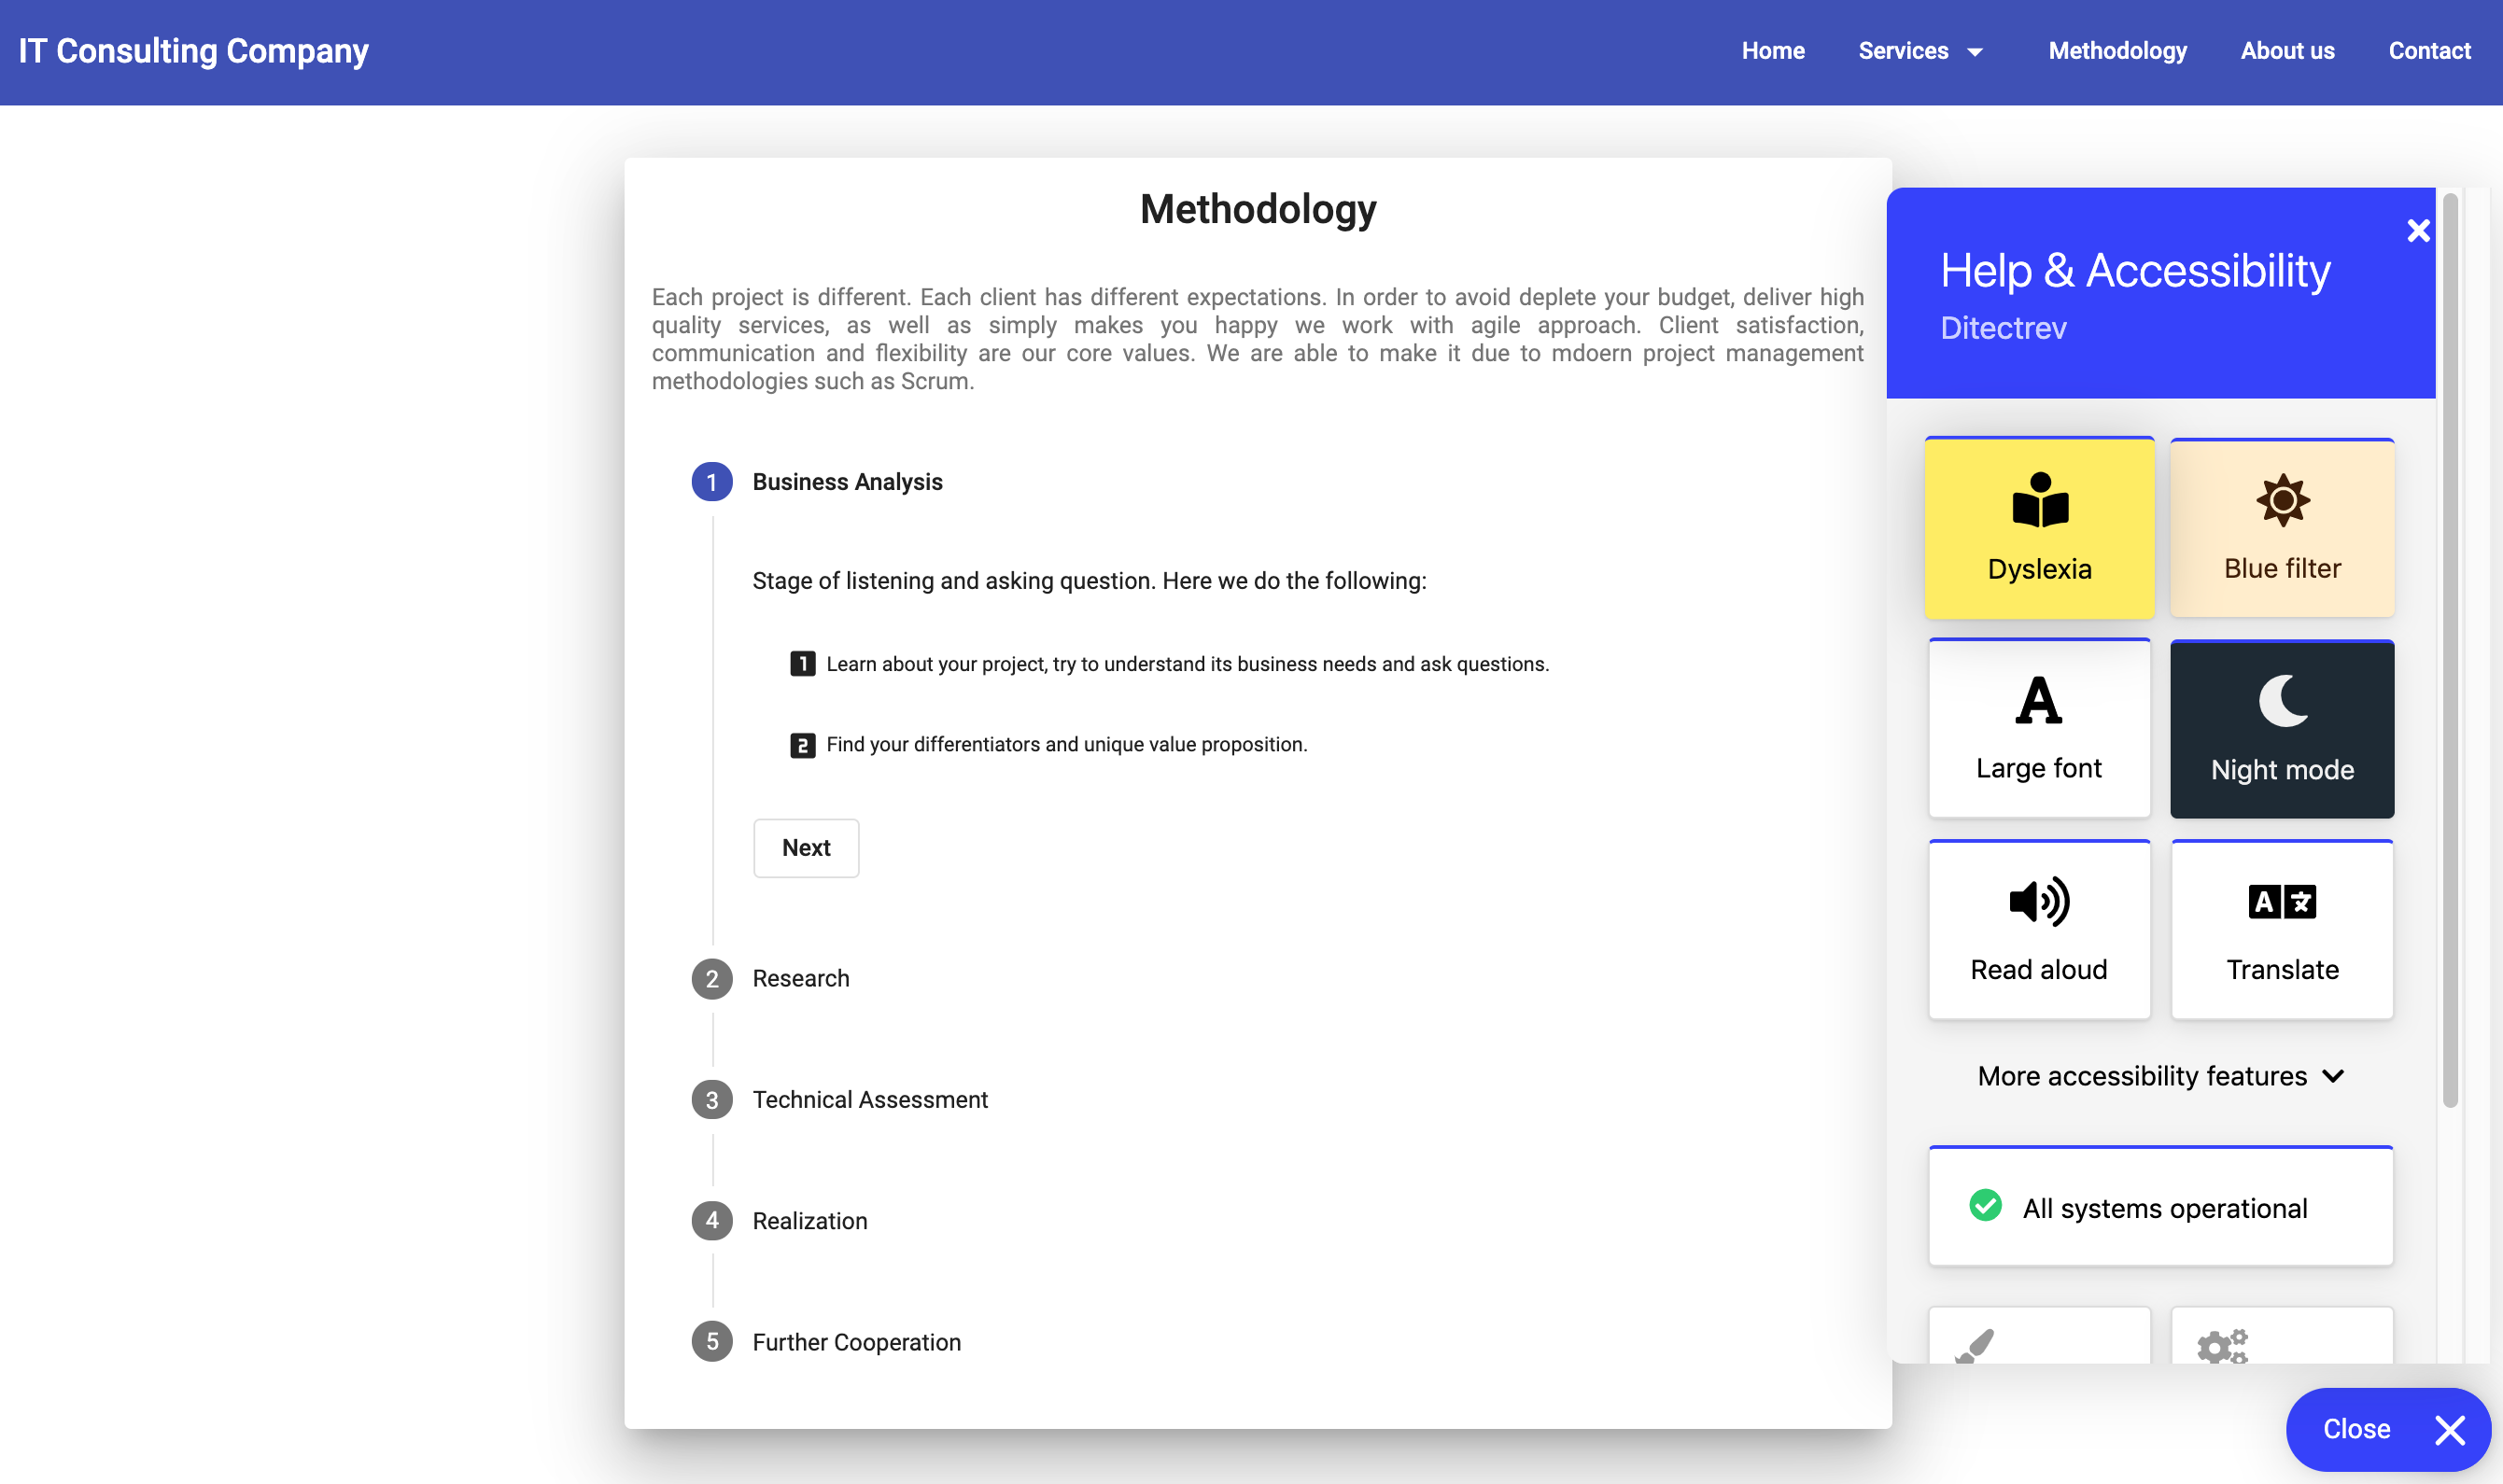 IT Consulting Company
Home
Services
Methodology
About us
Contact
Methodology
Each project is different. Each client has different expectations. In order to avoid deplete your budget, deliver high
quality services, as well as simply makes you happy we work with agile approach. Client satisfaction,
communication and flexibility are our core values. We are able to make it due to mdoern project management
methodologies such as Scrum.
1 Business Analysis
Stage of listening and asking question. Here we do the following:
1 Learn about your project, try to understand its business needs and ask questions.
2 Find your differentiators and unique value proposition.
Next
2 Research
3 Technical Assessment
4 Realization
5 Further Cooperation
Help & Accessibility
Ditectrev
Dyslexia
Blue filter
A
Large font
Night mode
Read aloud
A 文
Translate
More accessibility features
All systems operational
Close